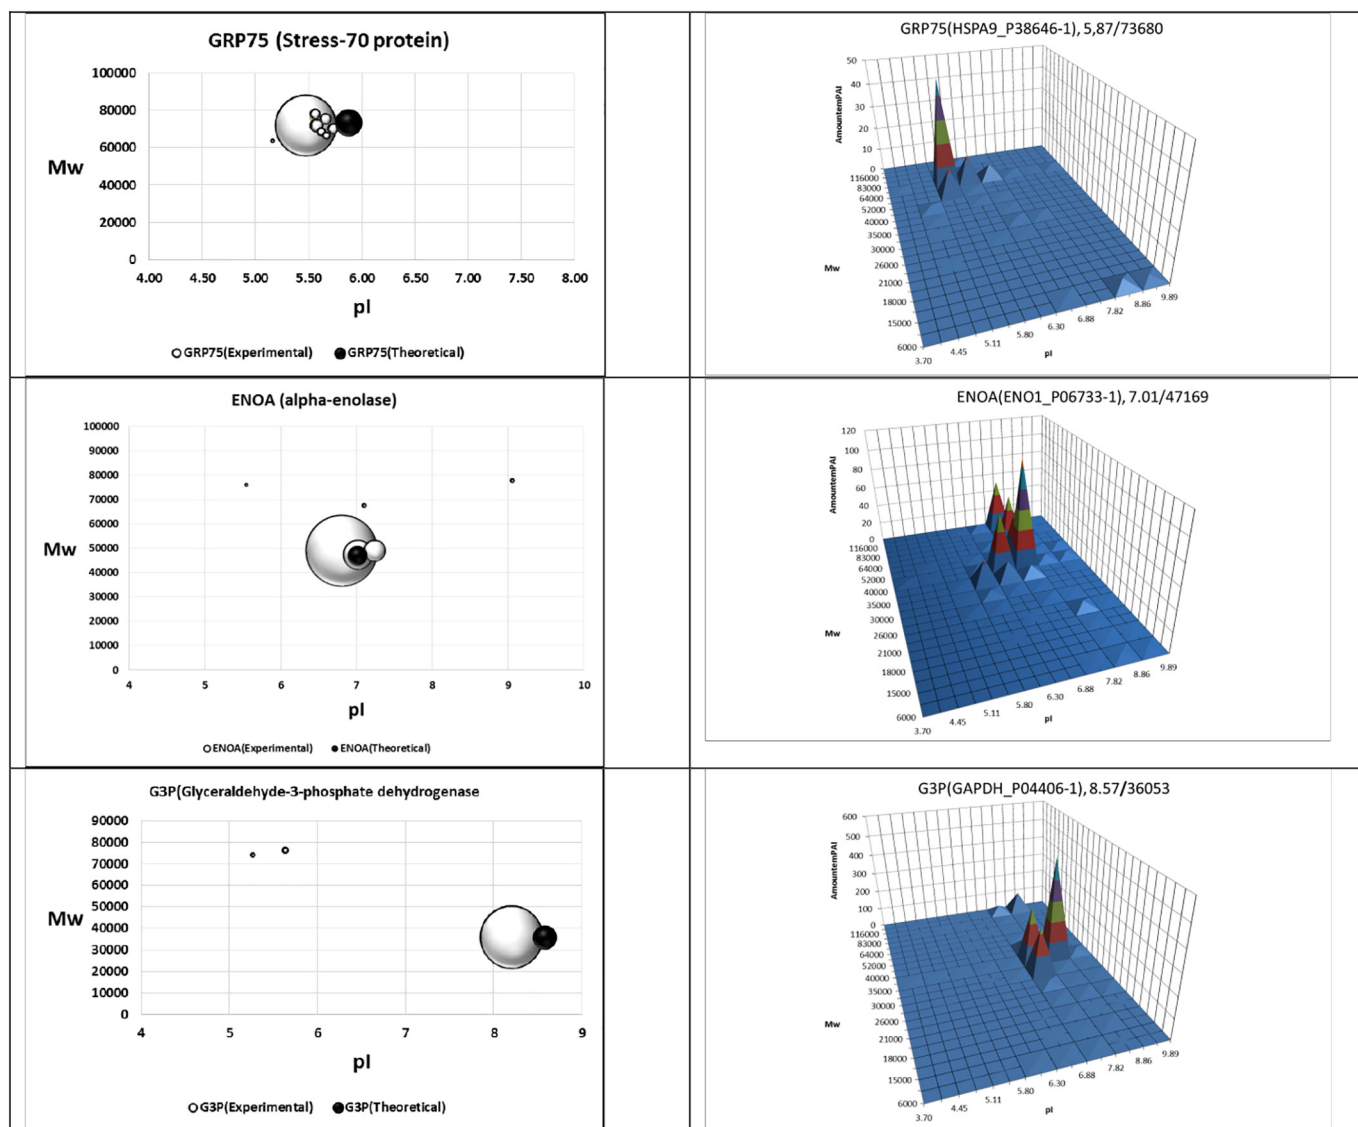 GRP75 (Stress-70 protein)
100000
80000
60000
40000
20000
0
Mw
4.00 4.50 5.00 5.50 6.00 6.50 7.00 7.50 8.00
pI
GRP75(Experimental) GRP75(Theoretical)
GRP75(HSPA9_P38646-1), 5,87/73680
AmountemPAI
50
40
30
20
10
0
116000
83000
64000
52000
40000
35000
30000
26000
21000
18000
15000
6000
Mw
3.70 4.45 5.11 5.80 6.30 6.88 7.82 8.86 9.89
pI
ENOA (alpha-enolase)
100000
90000
80000
70000
60000
50000
40000
30000
20000
10000
0
Mw
4 5 6 7 8 9 10
pI
ENOA(Experimental) ENOA(Theoretical)
ENOA(ENO1_P06733-1), 7.01/47169
AmountemPAI
120
100
80
60
40
20
0
116000
83000
64000
52000
40000
35000
30000
26000
21000
18000
15000
6000
Mw
3.70 4.45 5.11 5.80 6.30 6.88 7.82 8.86 9.89
pI
G3P(Glyceraldehyde-3-phosphate dehydrogenase
90000
80000
70000
60000
50000
40000
30000
20000
10000
0
Mw
4 5 6 7 8 9
pI
G3P(Experimental) G3P(Theoretical)
G3P(GAPDH_P04406-1), 8.57/36053
AmountemPAI
600
500
400
300
200
100
0
116000
83000
64000
52000
40000
35000
30000
26000
21000
18000
15000
6000
Mw
3.70 4.45 5.11 5.80 6.30 6.88 7.82 8.86 9.89
pI